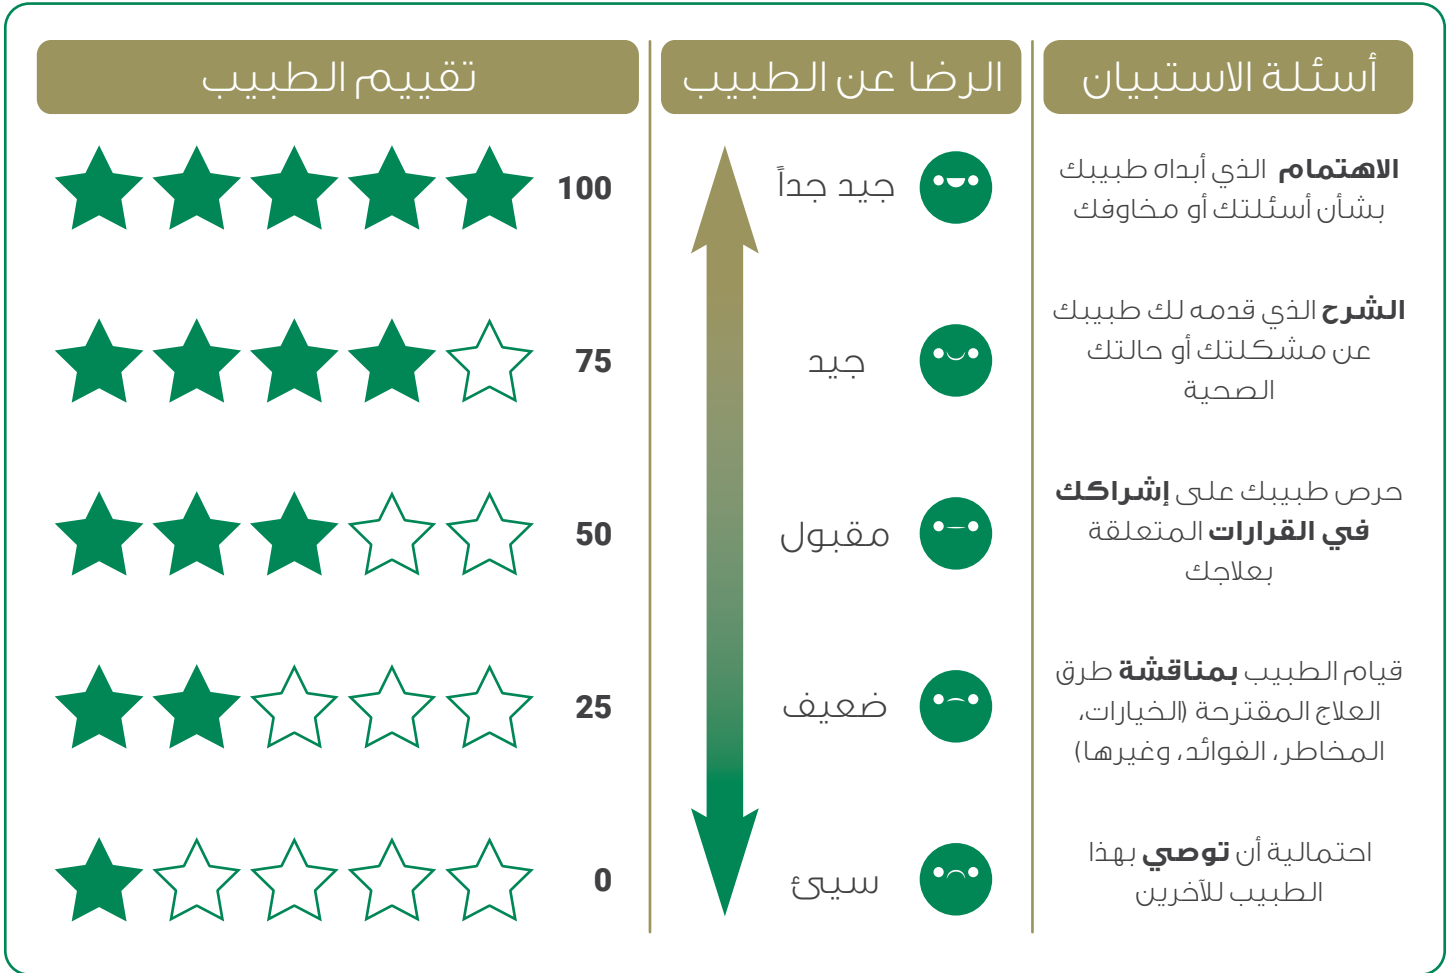 أسئلة الاستبيان
الاهتمام الذي أبداه طبيبك
بشأن أسئلتك أو مخاوفك
الشرح الذي قدمه لك طبيبك
عن مشكلتك أو حالتك
الصحية
حرص طبيبك على إشراكك
في القرارات المتعلقة
بعلاجك
قيام الطبيب بمناقشة طرق
العلاج المقترحة (الخيارات،
المخاطر، الفوائد، وغيرها)
احتمالية أن توصي بهذا
الطبيب للآخرين
الرضا عن الطبيب
جيد جداً
جيد
مقبول
ضعيف
سيئ
تقييم الطبيب
100
75
50
25
0